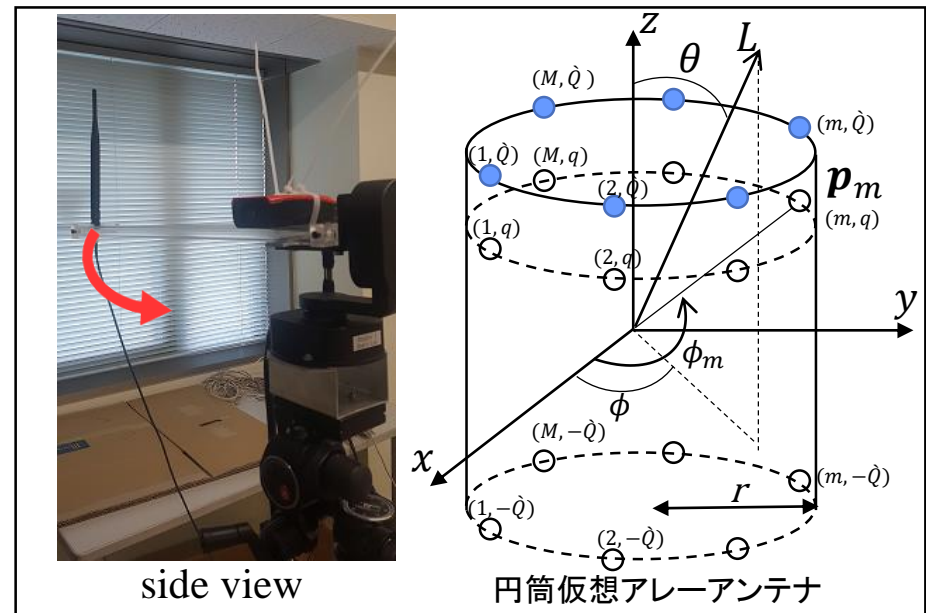 z
L
θ
(M, Q̀)
(m, Q̀)
(1, Q̀)
(M, q)
(2, Q̀)
p_m
(m, q)
(1, q)
(2, q)
y
ϕ_m
ϕ
x
(M, −Q̀)
(m, −Q̀)
r
(1, −Q̀)
(2, −Q̀)
side view
円筒仮想アレーアンテナ